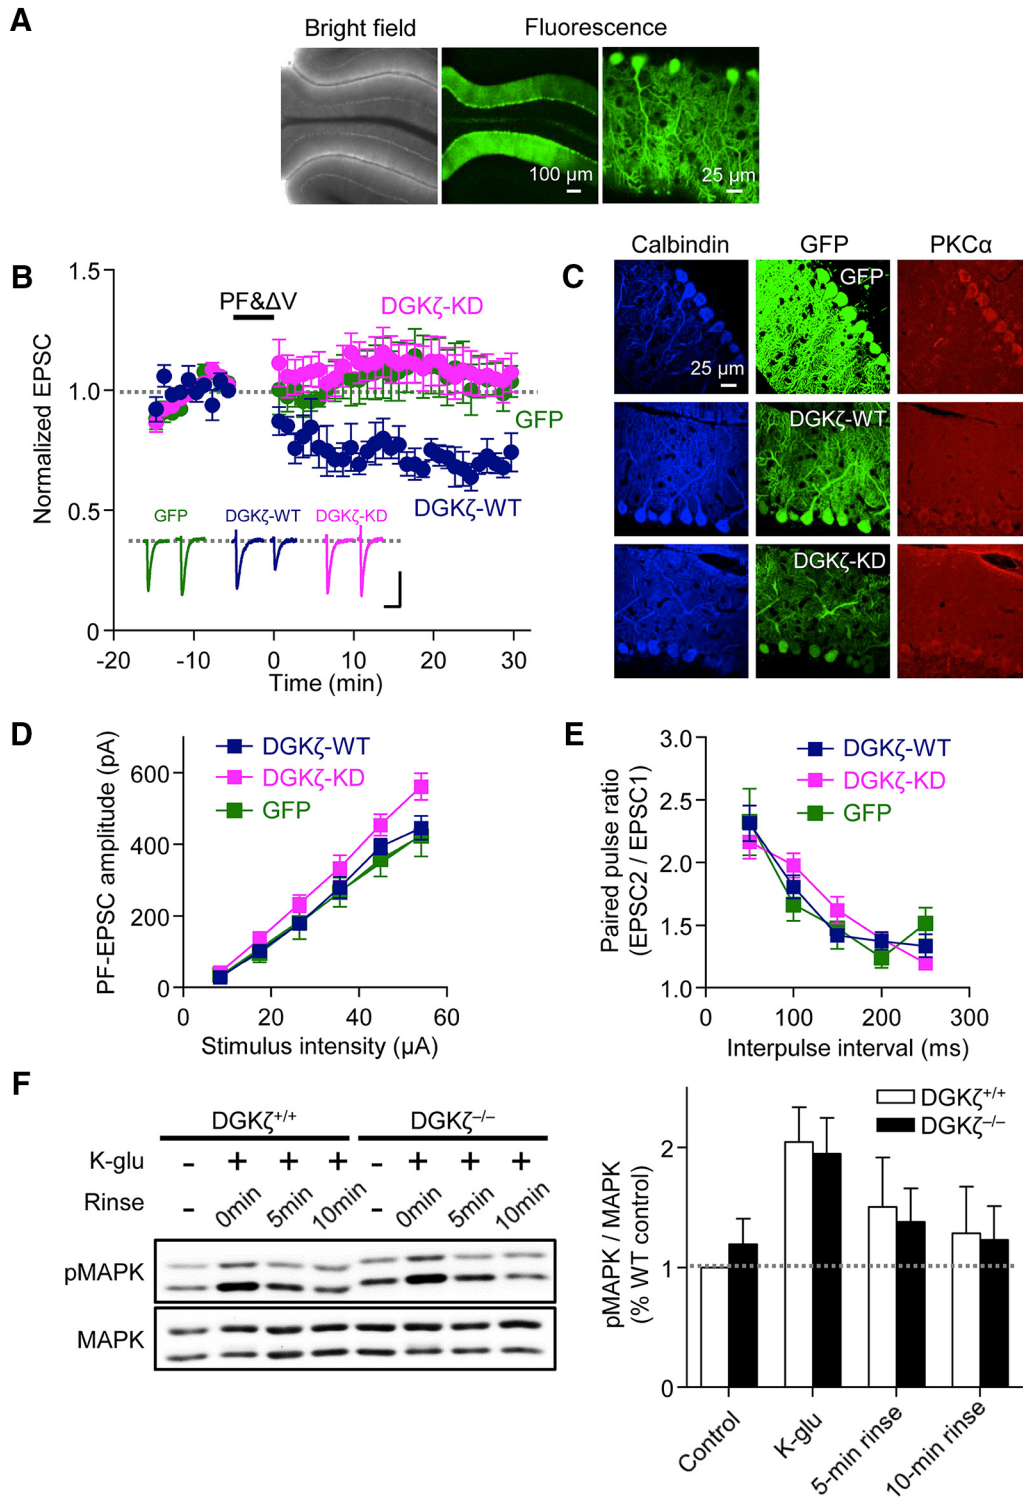 A
Bright field
Fluorescence
100 µm
25 µm
B
1.5
1.0
0.5
0
Normalized EPSC
PF&ΔV
DGKζ-KD
GFP
DGKζ-WT
GFP
DGKζ-WT
DGKζ-KD
-20
-10
0
10
20
30
Time (min)
C
Calbindin
GFP
PKCα
GFP
25 µm
DGKζ-WT
DGKζ-KD
D
PF-EPSC amplitude (pA)
600
400
200
0
DGKζ-WT
DGKζ-KD
GFP
0
20
40
60
Stimulus intensity (µA)
E
Paired pulse ratio
(EPSC2 / EPSC1)
3.0
2.5
2.0
1.5
1.0
DGKζ-WT
DGKζ-KD
GFP
0
100
200
300
Interpulse interval (ms)
F
DGKζ+/+
DGKζ–/–
K-glu - + + + - + + +
Rinse - 0min 5min 10min - 0min 5min 10min
pMAPK
MAPK
pMAPK / MAPK
(% WT control)
2
1
0
DGKζ+/+
DGKζ–/–
Control
K-glu
5-min rinse
10-min rinse